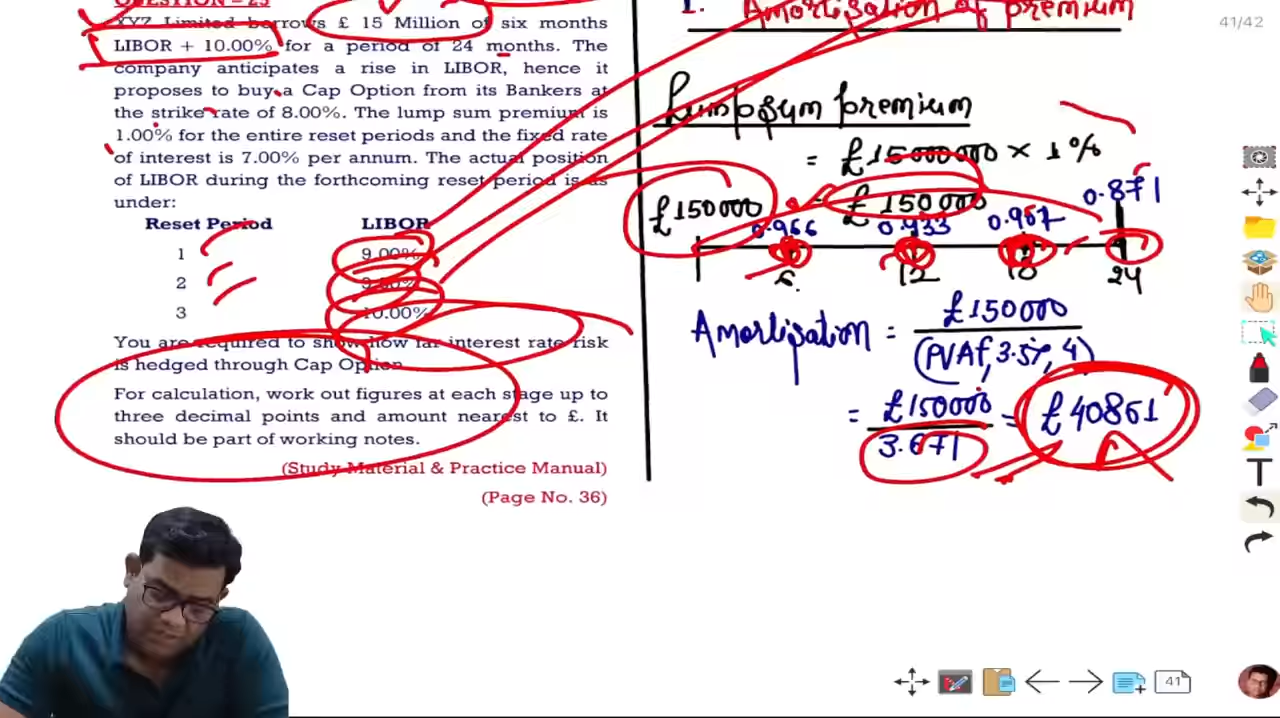 QUESTION – 25
XYZ Limited borrows £ 15 Million of six months
LIBOR + 10.00% for a period of 24 months. The
company anticipates a rise in LIBOR, hence it
proposes to buy a Cap Option from its Bankers at
the strike rate of 8.00%. The lump sum premium is
1.00% for the entire reset periods and the fixed rate
of interest is 7.00% per annum. The actual position
of LIBOR during the forthcoming reset period is as
under:
Reset Period LIBOR
1 9.00%
2
3 10.00%
You are required to show how far interest rate risk
is hedged through Cap Option.
For calculation, work out figures at each stage up to
three decimal points and amount nearest to £. It
should be part of working notes.
(Study Material & Practice Manual)
(Page No. 36)
1. Amortisation of premium
Lumpsum premium
= £15000000 × 1%
£150000 = £150000
0.966 0.933 0.901 0.871
6 12 18 24
Amortisation = £150000
(PVAf, 3.5%, 4)
= £150000 = £40861
3.671
41/42
41